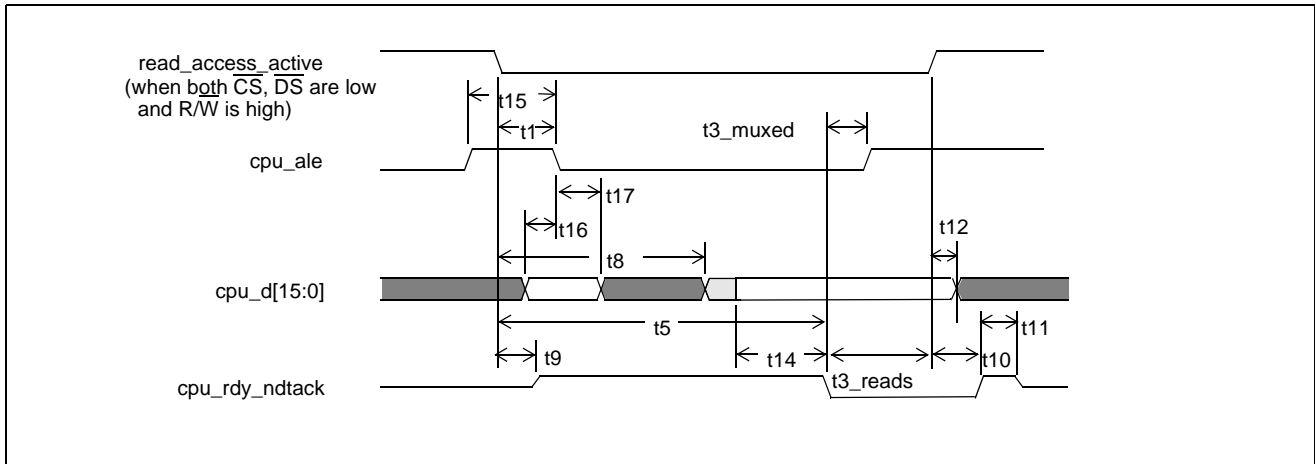 read_access_active
(when both CS, DS are low
and R/W is high)
t15
t1
t3_muxed
cpu_ale
t17
t16
t12
t8
cpu_d[15:0]
t5
t11
t9
t14
t10
t3_reads
cpu_rdy_ndtack